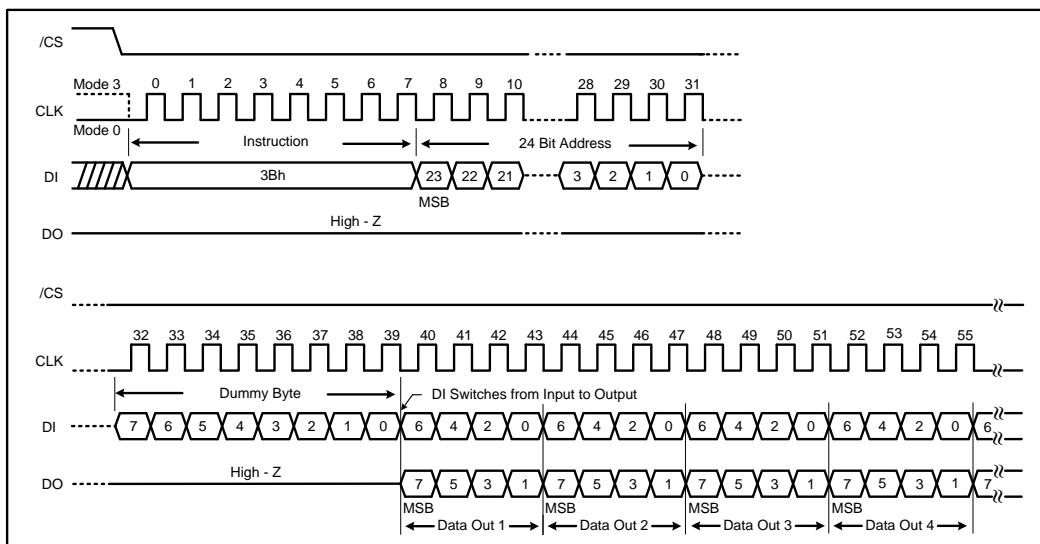 /CS
Mode 3 0 1 2 3 4 5 6 7 8 9 10 28 29 30 31
CLK
Mode 0
Instruction 24 Bit Address
DI 3Bh 23 22 21 3 2 1 0
MSB
High - Z
DO
/CS
32 33 34 35 36 37 38 39 40 41 42 43 44 45 46 47 48 49 50 51 52 53 54 55
CLK
Dummy Byte DI Switches from Input to Output
DI 7 6 5 4 3 2 1 0 6 4 2 0 6 4 2 0 6 4 2 0 6 4 2 0 6
High - Z
DO 7 5 3 1 7 5 3 1 7 5 3 1 7 5 3 1 7
MSB MSB MSB MSB
Data Out 1 Data Out 2 Data Out 3 Data Out 4